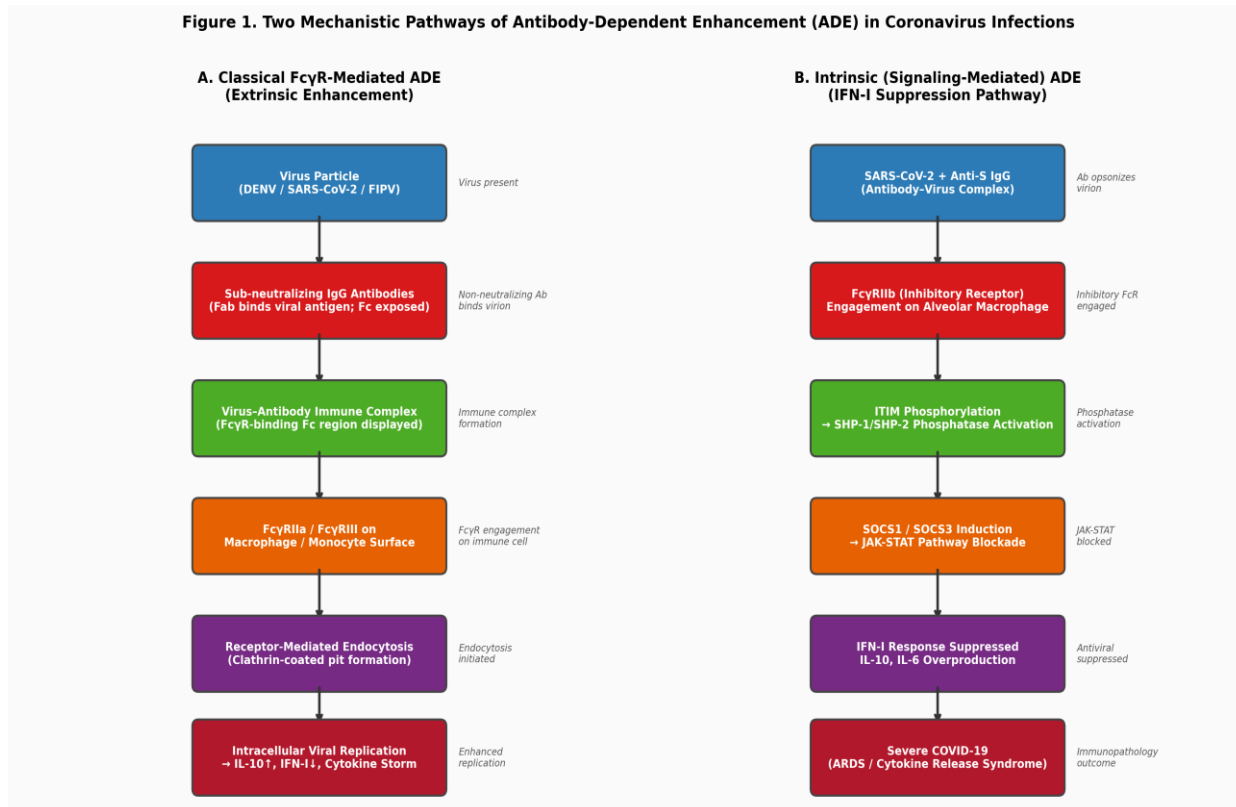 Figure 1. Two Mechanistic Pathways of Antibody-Dependent Enhancement (ADE) in Coronavirus Infections
A. Classical FcγR-Mediated ADE
(Extrinsic Enhancement)
Virus Particle
(DENV / SARS-CoV-2 / FIPV)
Virus present
Sub-neutralizing IgG Antibodies
(Fab binds viral antigen; Fc exposed)
Non-neutralizing Ab
binds virion
Virus–Antibody Immune Complex
(FcγR-binding Fc region displayed)
Immune complex
formation
FcγRIIa / FcγRIII on
Macrophage / Monocyte Surface
FcγR engagement
on immune cell
Receptor-Mediated Endocytosis
(Clathrin-coated pit formation)
Endocytosis
initiated
Intracellular Viral Replication
→ IL-10↑, IFN-I↓, Cytokine Storm
Enhanced
replication
B. Intrinsic (Signaling-Mediated) ADE
(IFN-I Suppression Pathway)
SARS-CoV-2 + Anti-S IgG
(Antibody–Virus Complex)
Ab opsonizes
virion
FcγRIIb (Inhibitory Receptor)
Engagement on Alveolar Macrophage
Inhibitory FcR
engaged
ITIM Phosphorylation
→ SHP-1/SHP-2 Phosphatase Activation
Phosphatase
activation
SOCS1 / SOCS3 Induction
→ JAK-STAT Pathway Blockade
JAK-STAT
blocked
IFN-I Response Suppressed
IL-10, IL-6 Overproduction
Antiviral
suppressed
Severe COVID-19
(ARDS / Cytokine Release Syndrome)
Immunopathology
outcome